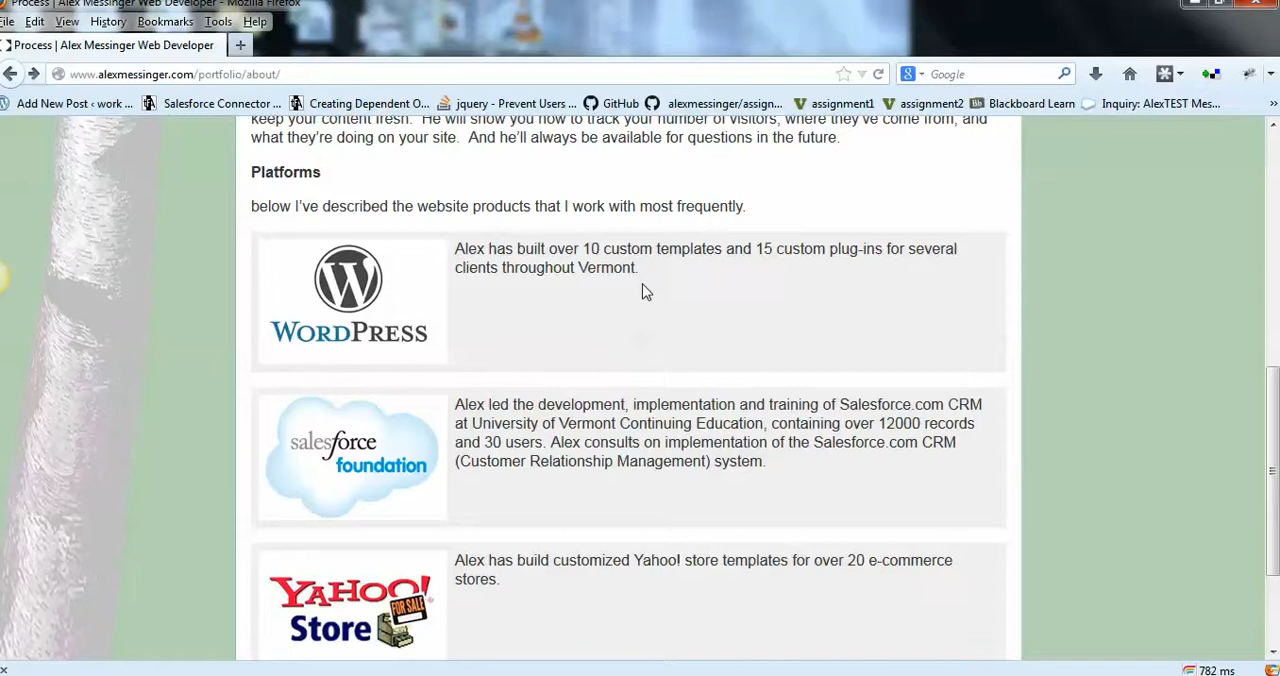 Process | Alex Messinger Web Developer - Mozilla Firefox
File Edit View History Bookmarks Tools Help
Process | Alex Messinger Web Developer +
www.alexmessinger.com/portfolio/about/
Google
Add New Post ‹ work ... Salesforce Connector ... Creating Dependent O... jquery - Prevent Users ... GitHub alexmessinger/assign... assignment1 assignment2 Bb Blackboard Learn Inquiry: AlexTEST Mes... »
keep your content fresh. He will show you how to track your number of visitors, where they've come from, and
what they're doing on your site. And he'll always be available for questions in the future.
Platforms
below I've described the website products that I work with most frequently.
WORDPRESS
Alex has built over 10 custom templates and 15 custom plug-ins for several
clients throughout Vermont.
salesforce
foundation
Alex led the development, implementation and training of Salesforce.com CRM
at University of Vermont Continuing Education, containing over 12000 records
and 30 users. Alex consults on implementation of the Salesforce.com CRM
(Customer Relationship Management) system.
YAHOO!
FOR SALE
Store
Alex has build customized Yahoo! store templates for over 20 e-commerce
stores.
x
782 ms